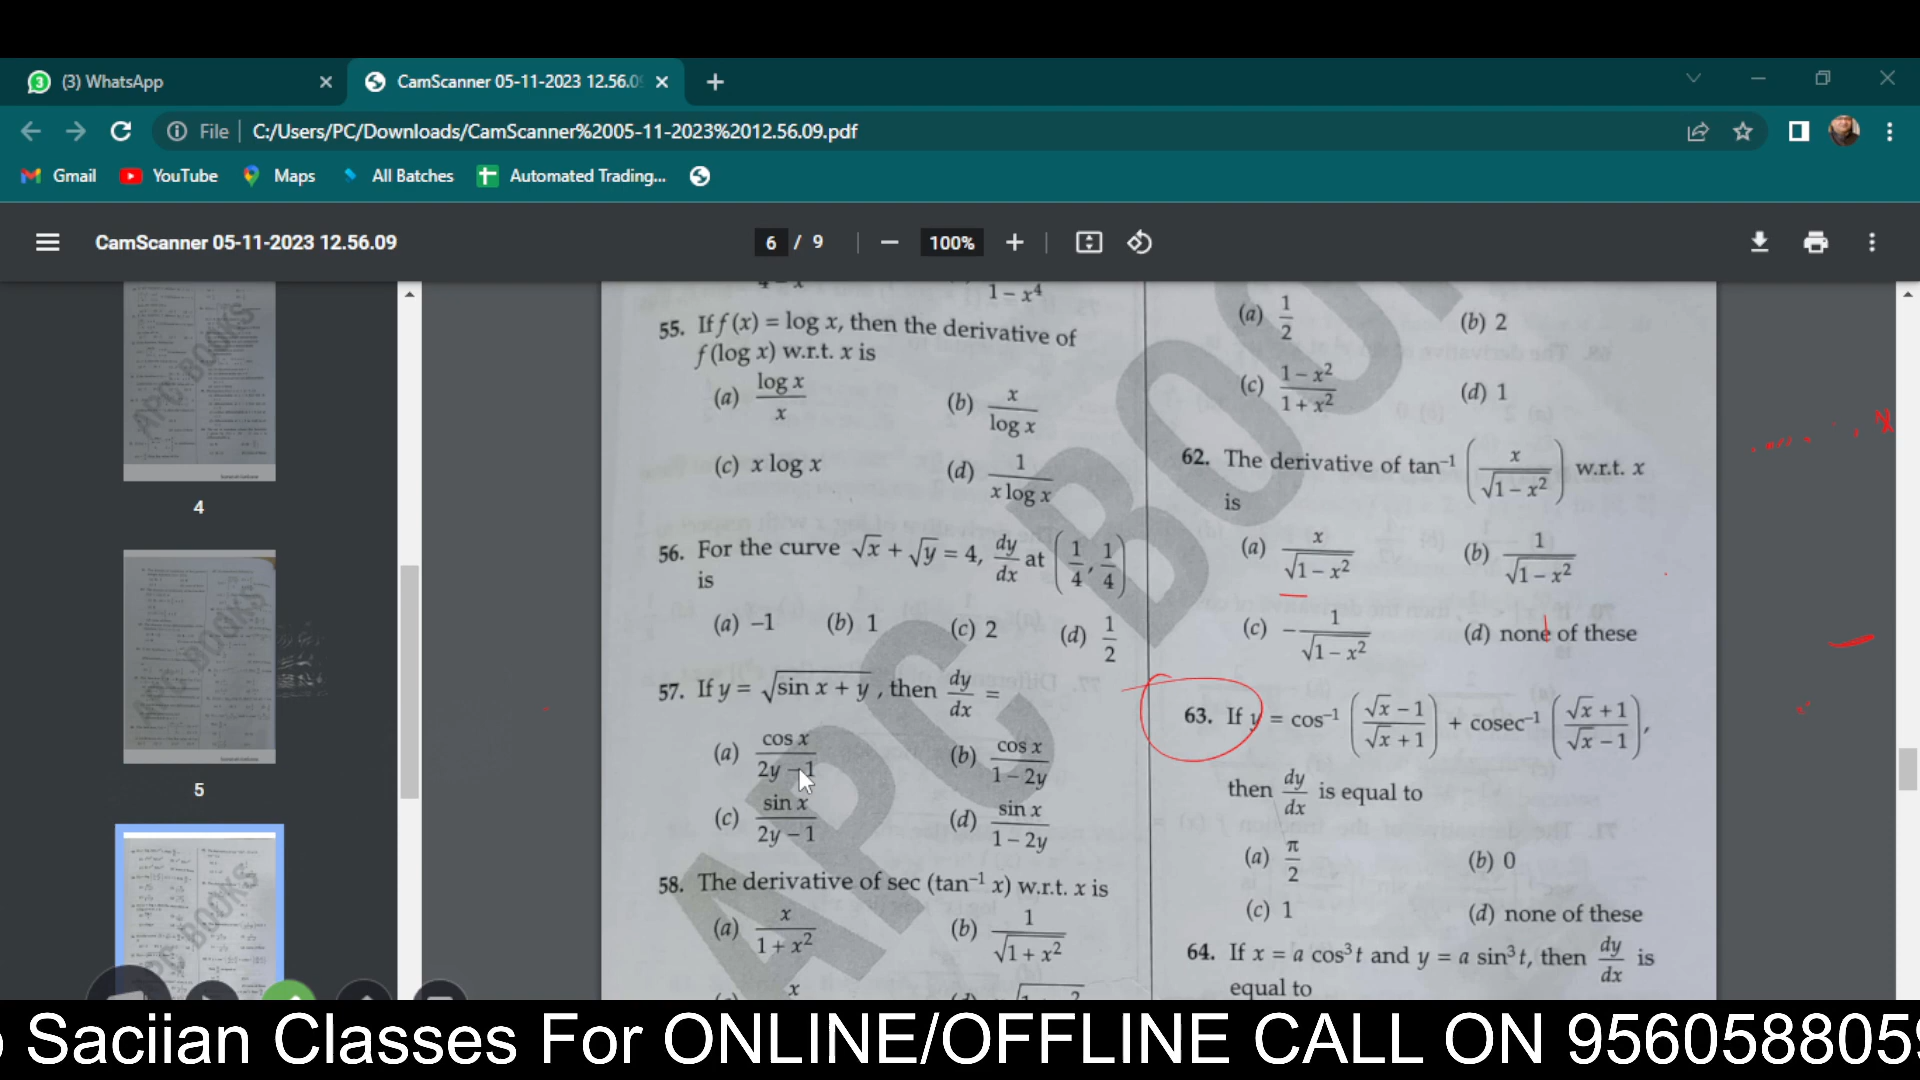 (3) WhatsApp
CamScanner 05-11-2023 12.56.0
File
C:/Users/PC/Downloads/CamScanner%2005-11-2023%2012.56.09.pdf
Gmail
YouTube
Maps
All Batches
Automated Trading...
CamScanner 05-11-2023 12.56.09
6 / 9
100%
4
5
1 − x⁴
55. If f (x) = log x, then the derivative of
f (log x) w.r.t. x is
(a) log x / x
(b) x / log x
(c) x log x
(d) 1 / x log x
56. For the curve √x + √y = 4, dy/dx at (1/4, 1/4)
is
(a) −1 (b) 1 (c) 2 (d) 1/2
57. If y = √(sin x + y), then dy/dx =
(a) cos x / 2y − 1
(b) cos x / 1 − 2y
(c) sin x / 2y − 1
(d) sin x / 1 − 2y
58. The derivative of sec (tan⁻¹ x) w.r.t. x is
(a) x / 1 + x²
(b) 1 / √(1 + x²)
(a) 1/2
(b) 2
(c) 1 − x² / 1 + x²
(d) 1
62. The derivative of tan⁻¹ (x / √(1 − x²)) w.r.t. x
is
(a) x / √(1 − x²)
(b) 1 / √(1 − x²)
(c) − 1 / √(1 − x²)
(d) none of these
63. If y = cos⁻¹ (√x − 1 / √x + 1) + cosec⁻¹ (√x + 1 / √x − 1),
then dy/dx is equal to
(a) π/2
(b) 0
(c) 1
(d) none of these
64. If x = a cos³t and y = a sin³t, then dy/dx is
equal to
APC BOO
Saciian Classes For ONLINE/OFFLINE CALL ON 956058805